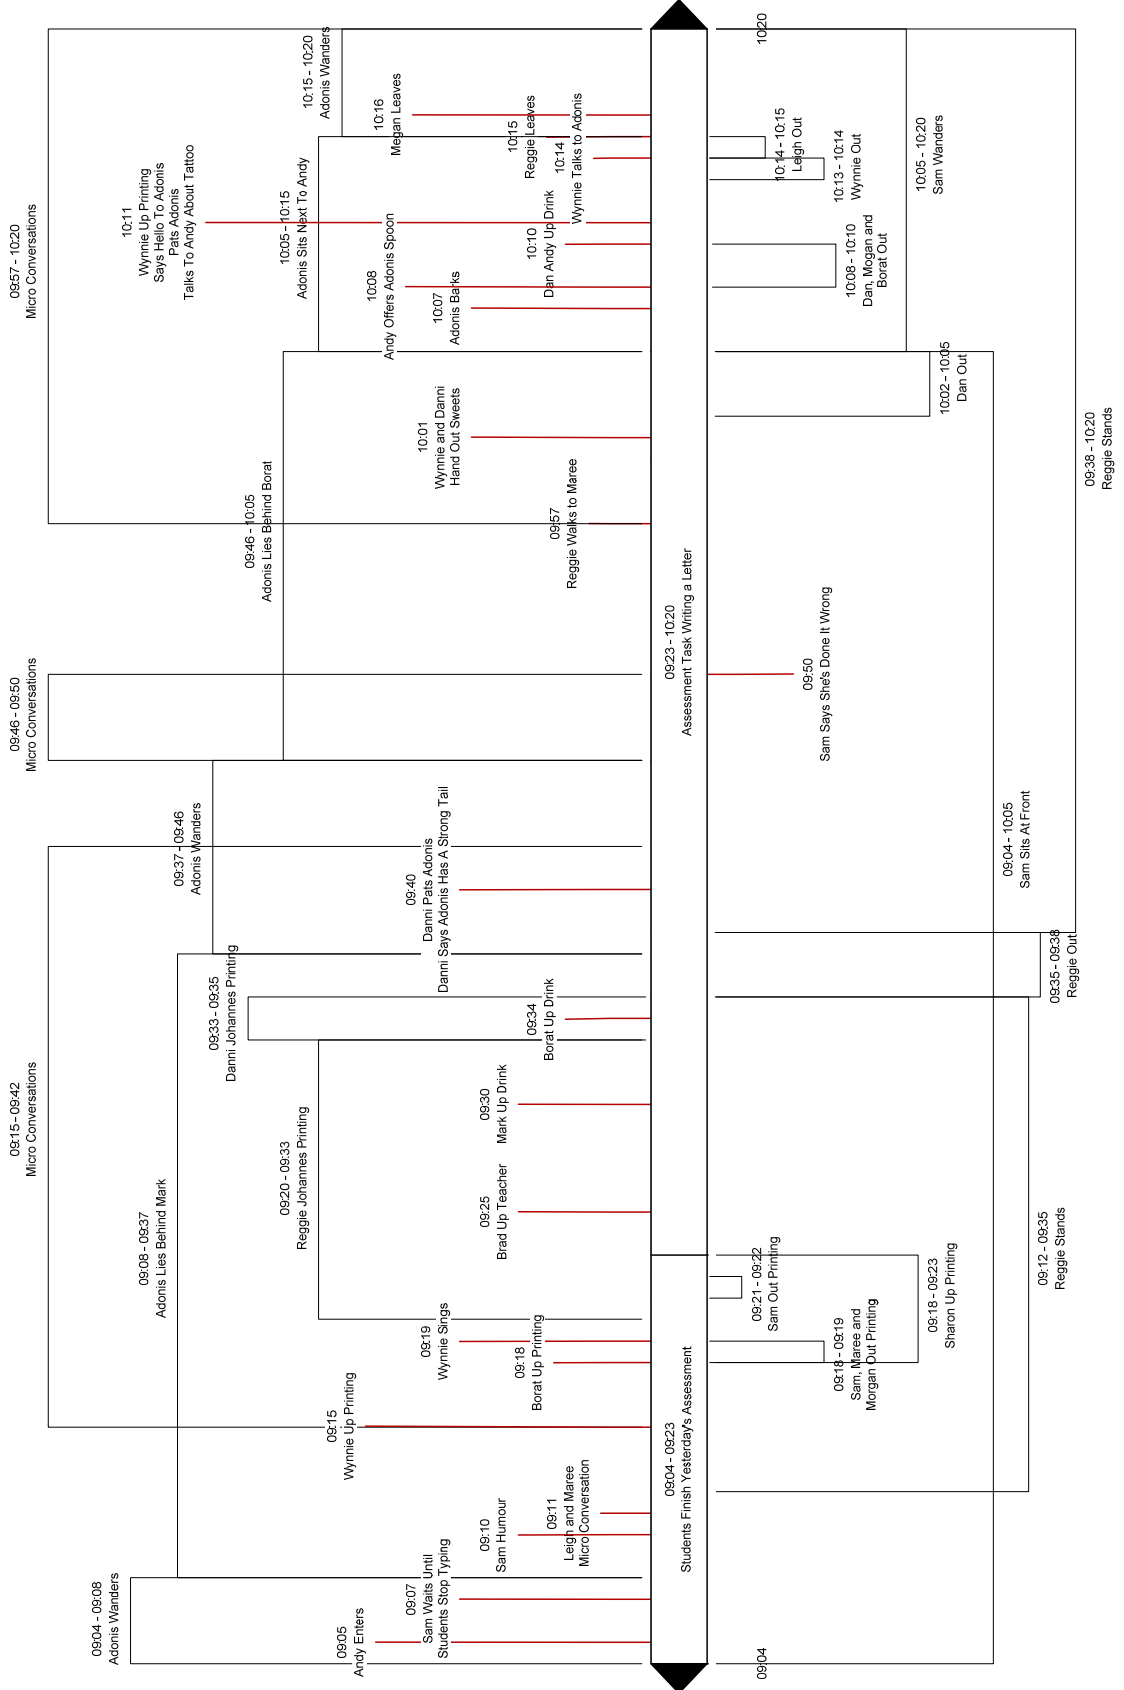 09:57 - 10:20
Micro Conversations
09:46 - 09:50
Micro Conversations
09:15 - 09:42
Micro Conversations
09:04 - 09:08
Adonis Wanders
10:11
Wynnie Up Printing
Says Hello To Adonis
Pats Adonis
Talks To Andy About Tattoo
09:08 - 09:37
Adonis Lies Behind Mark
09:37 - 09:46
Adonis Wanders
09:33 - 09:35
Danni Johannes Printing
09:46 - 10:05
Adonis Lies Behind Borat
10:05 - 10:15
Adonis Sits Next To Andy
09:20 - 09:33
Reggie Johannes Printing
10:15 - 10:20
Adonis Wanders
09:15
Wynnie Up Printing
09:05
Andy Enters
10:16
Megan Leaves
10:08
Andy Offers Adonis Spoon
09:40
Danni Pats Adonis
Danni Says Adonis Has A Strong Tail
09:07
Sam Waits Until
Students Stop Typing
10:01
Wynnie and Danni
Hand Out Sweets
10:07
Adonis Barks
09:19
Wynnie Sings
09:30
Mark Up Drink
09:25
Brad Up Teacher
09:10
Sam Humour
10:15
Reggie Leaves
09:18
Borat Up Printing
10:10
Dan Andy Up Drink
09:34
Borat Up Drink
10:14
Wynnie Talks to Adonis
09:57
Reggie Walks to Maree
09:11
Leigh and Maree
Micro Conversation
09:04 - 09:23
Students Finish Yesterday's Assessment
09:23 - 10:20
Assessment Task Writing a Letter
09:04
10:20
09:21 - 09:22
Sam Out Printing
10:14 - 10:15
Leigh Out
09:50
Sam Says She's Done It Wrong
10:13 - 10:14
Wynnie Out
09:18 - 09:19
Sam, Maree and
Morgan Out Printing
10:08 - 10:10
Dan, Mogan and
Borat Out
10:05 - 10:20
Sam Wanders
09:18 - 09:23
Sharon Up Printing
10:02 - 10:05
Dan Out
09:04 - 10:05
Sam Sits At Front
09:12 - 09:35
Reggie Stands
09:35 - 09:38
Reggie Out
09:38 - 10:20
Reggie Stands